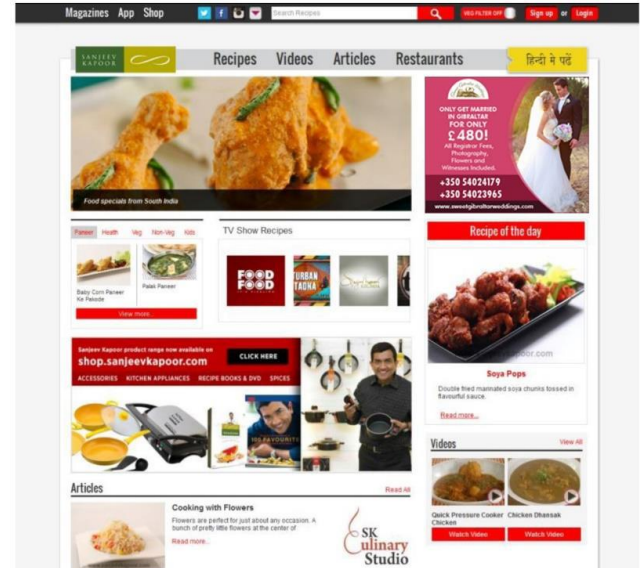 Magazines App Shop
Search Recipes
VEG FILTER OFF
Sign up or Login
SANJEEV
KAPOOR
Recipes Videos Articles Restaurants
हिन्दी मे पढें
Food specials from South India
ONLY GET MARRIED
IN GIBRALTAR
FOR ONLY
£480!
All Registrar Fees,
Photography,
Flowers and
Witnesses Included.
+350 54024179
+350 54023965
www.sweetgibraltarweddings.com
Paneer Health Veg Non-Veg Kids
Baby Corn Paneer
Ke Pakode
Palak Paneer
View more...
TV Show Recipes
FOOD
FOOD
TURBAN
TADKA
Recipe of the day
Soya Pops
Double fried marinated soya chunks tossed in
flavourful sauce.
Read more...
Sanjeev Kapoor product range now available on
shop.sanjeevkapoor.com
CLICK HERE
ACCESSORIES KITCHEN APPLIANCES RECIPE BOOKS & DVD SPICES
Videos
View All
Quick Pressure Cooker
Chicken
Chicken Dhansak
Watch Video
Watch Video
Articles
Read All
Cooking with Flowers
Flowers are perfect for just about any occasion. A
bunch of pretty little flowers at the center of
Read more...
SK
Culinary
Studio